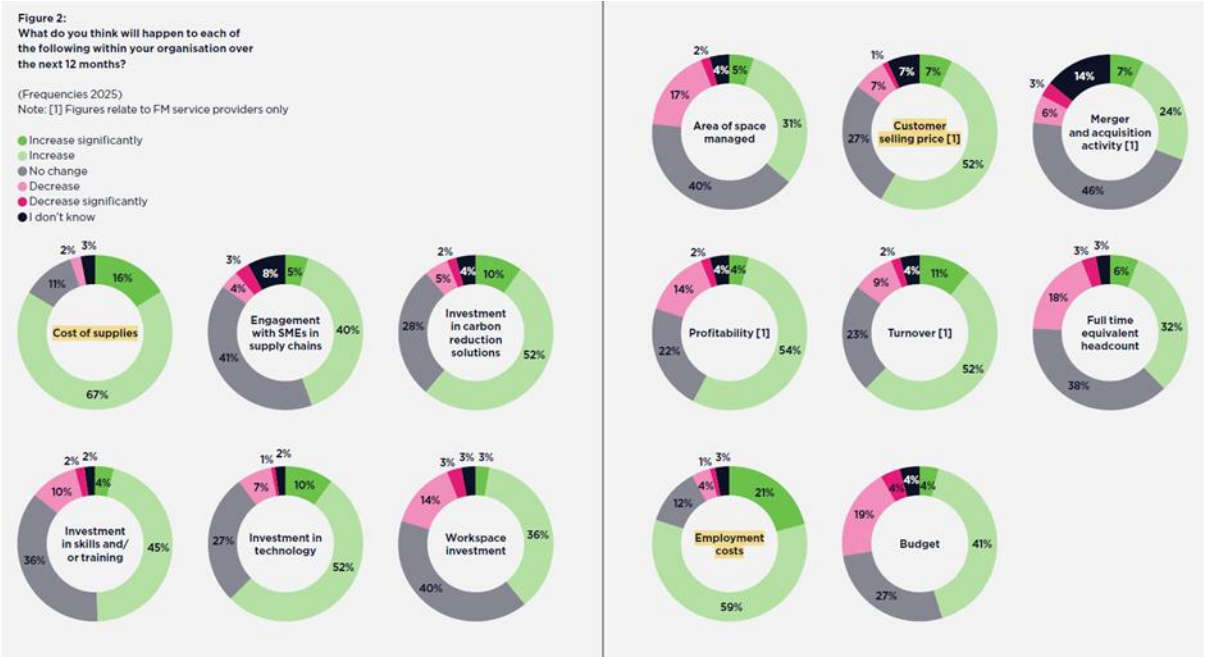 Figure 2:
What do you think will happen to each of
the following within your organisation over
the next 12 months?
(Frequencies 2025)
Note: [1] Figures relate to FM service providers only
Increase significantly
Increase
No change
Decrease
Decrease significantly
I don't know
2% 3%
16%
11%
Cost of supplies
67%
3%
8% 5%
4%
Engagement
with SMEs in
supply chains
40%
41%
2%
4% 10%
5%
Investment
in carbon
reduction
solutions
28%
52%
2% 2%
4%
10%
Investment
in skills and/
or training
36%
45%
1% 2%
10%
7%
27%
Investment in
technology
52%
3% 3% 3%
14%
Workspace
investment
36%
40%
2%
4% 5%
17%
Area of space
managed
31%
40%
1%
7% 7%
7%
27%
Customer
selling price [1]
52%
14% 7%
3%
6%
24%
Merger
and acquisition
activity [1]
46%
2%
4% 4%
14%
22%
Profitability [1]
54%
2%
4% 11%
9%
23%
Turnover [1]
52%
3% 3%
6%
18%
Full time
equivalent
headcount
32%
38%
1% 3%
4%
21%
12%
Employment
costs
59%
4% 4% 4%
19%
Budget
41%
27%